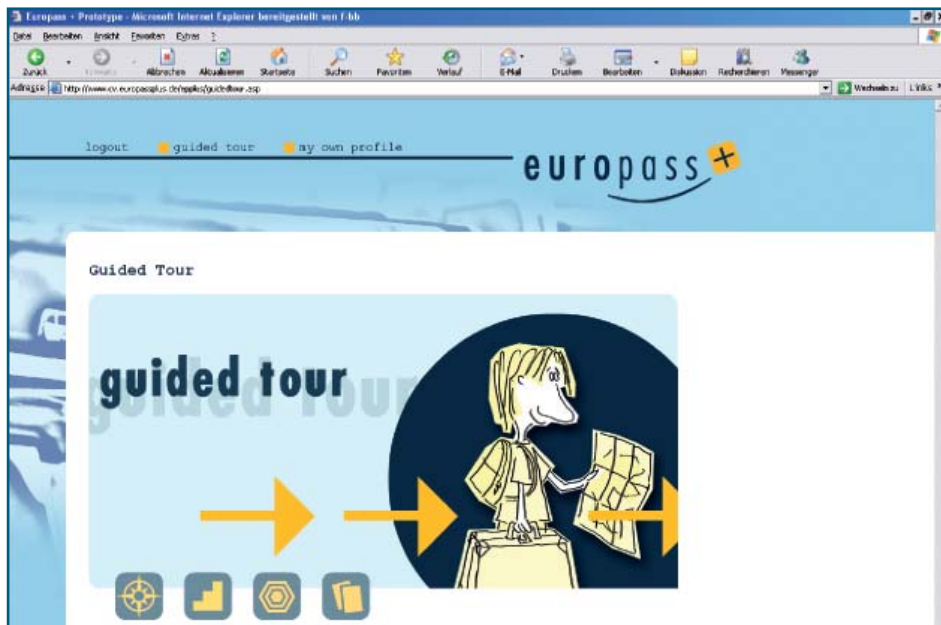 Europass + Prototype - Microsoft Internet Explorer bereitgestellt von f-bb
Datei Bearbeiten Ansicht Favoriten Extras ?
Zurück Abbrechen Aktualisieren Startseite Suchen Favoriten Verlauf E-Mail Drucken Bearbeiten Diskussion Recherchieren Messenger
Adresse http://www.cv.europassplus.de/epplus/guidedtour.asp Wechseln zu Links
logout guided tour my own profile
europass +
Guided Tour
guided tour